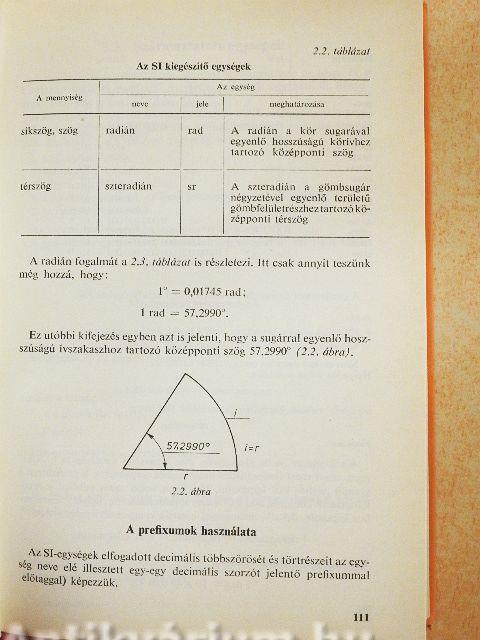 2.2. táblázat
Az SI kiegészítő egységek
A mennyiség
Az egység
neve
jele
meghatározása
síkszög, szög
radián
rad
A radián a kör sugarával
egyenlő hosszúságú körívhez
tartozó középponti szög
térszög
szteradián
sr
A szteradián a gömbsugár
négyzetével egyenlő területű
gömbfelületrészhez tartozó kö-
zépponti térszög
A radián fogalmát a 2.3. táblázat is részletezi. Itt csak annyit teszünk
még hozzá, hogy:
1° = 0,01745 rad;
1 rad = 57,2990°.
Ez utóbbi kifejezés egyben azt is jelenti, hogy a sugárral egyenlő hosz-
szúságú ívszakaszhoz tartozó középponti szög 57,2990° (2.2. ábra).
i
57,2990°
i=r
r
2.2. ábra
A prefixumok használata
Az SI-egységek elfogadott decimális többszörösét és törtrészeit az egy-
ség neve elé illesztett egy-egy decimális szorzót jelentő prefixummal
előtaggal) képezzük.
111
Antikvárium.hu